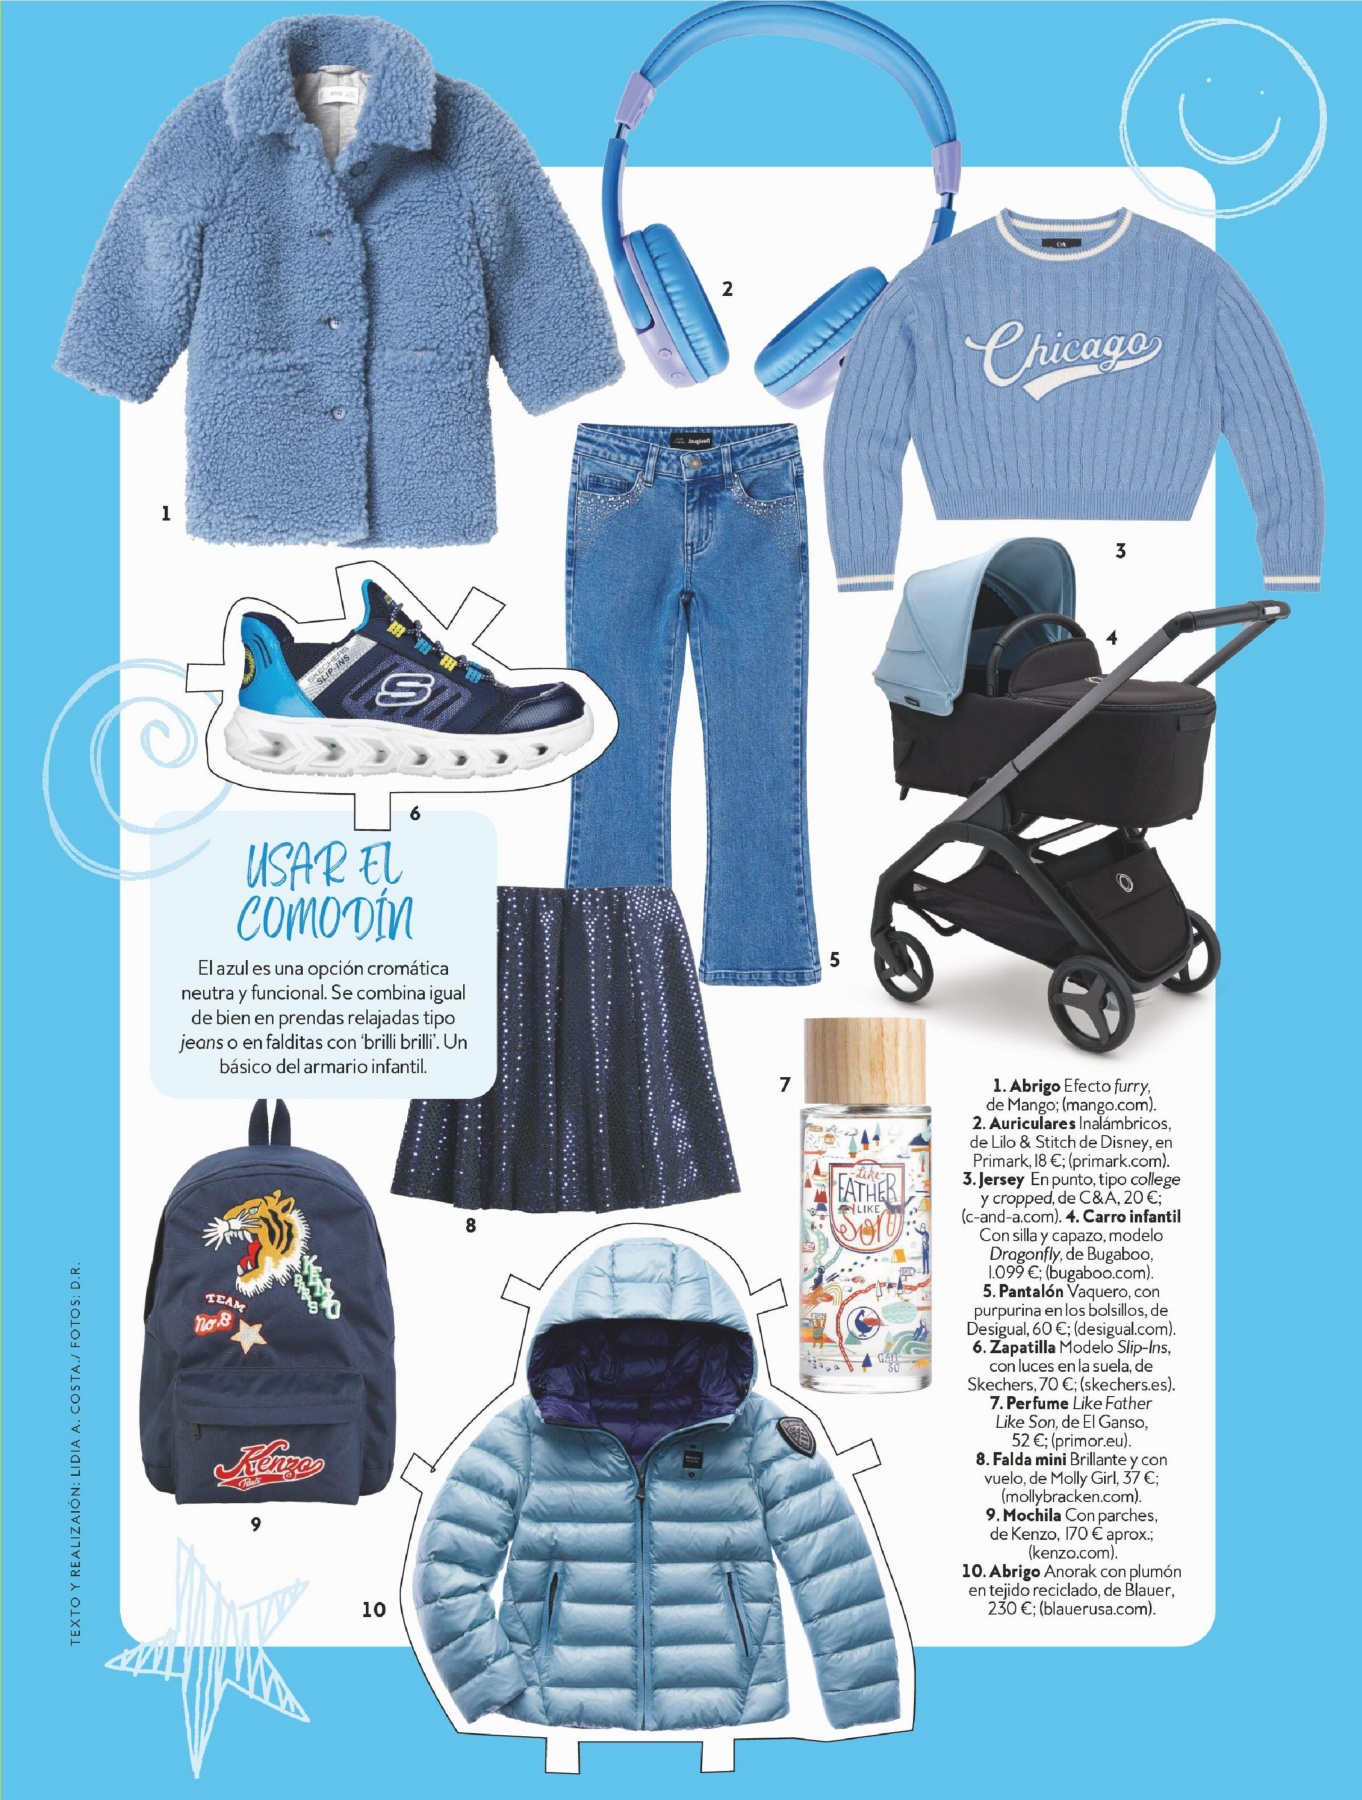 1
2
C&A
Chicago
3
Desigual.
4
SKECHERS
SLIP-INS
S
6
5
USAR EL
COMODÍN
El azul es una opción cromática
neutra y funcional. Se combina igual
de bien en prendas relajadas tipo
jeans o en falditas con ‘brilli brilli’. Un
básico del armario infantil.
7
Like
FATHER
LIKE
Son
GANSO
8
KENZO
PARIS
TEAM
No.8
Kenzo
Paris
9
10
1. Abrigo Efecto furry,
de Mango; (mango.com).
2. Auriculares Inalámbricos,
de Lilo & Stitch de Disney, en
Primark, 18 €; (primark.com).
3. Jersey En punto, tipo college
y cropped, de C&A, 20 €;
(c-and-a.com). 4. Carro infantil
Con silla y capazo, modelo
Dragonfly, de Bugaboo,
1.099 €; (bugaboo.com).
5. Pantalón Vaquero, con
purpurina en los bolsillos, de
Desigual, 60 €; (desigual.com).
6. Zapatilla Modelo Slip-Ins,
con luces en la suela, de
Skechers, 70 €; (skechers.es).
7. Perfume Like Father
Like Son, de El Ganso,
52 €; (primor.eu).
8. Falda mini Brillante y con
vuelo, de Molly Girl, 37 €;
(mollybracken.com).
9. Mochila Con parches,
de Kenzo, 170 € aprox.;
(kenzo.com).
10. Abrigo Anorak con plumón
en tejido reciclado, de Blauer,
230 €; (blauerusa.com).
TEXTO Y REALIZAIÓN: LIDIA A. COSTA./ FOTOS: D.R.